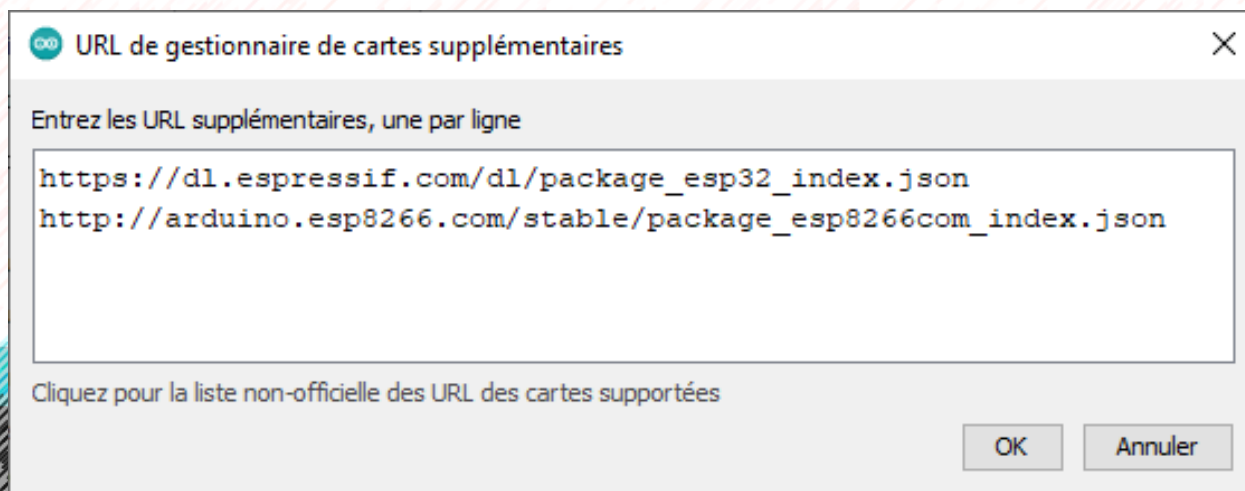 URL de gestionnaire de cartes supplémentaires
Entrez les URL supplémentaires, une par ligne
https://dl.espressif.com/dl/package_esp32_index.json
http://arduino.esp8266.com/stable/package_esp8266com_index.json
Cliquez pour la liste non-officielle des URL des cartes supportées
OK Annuler